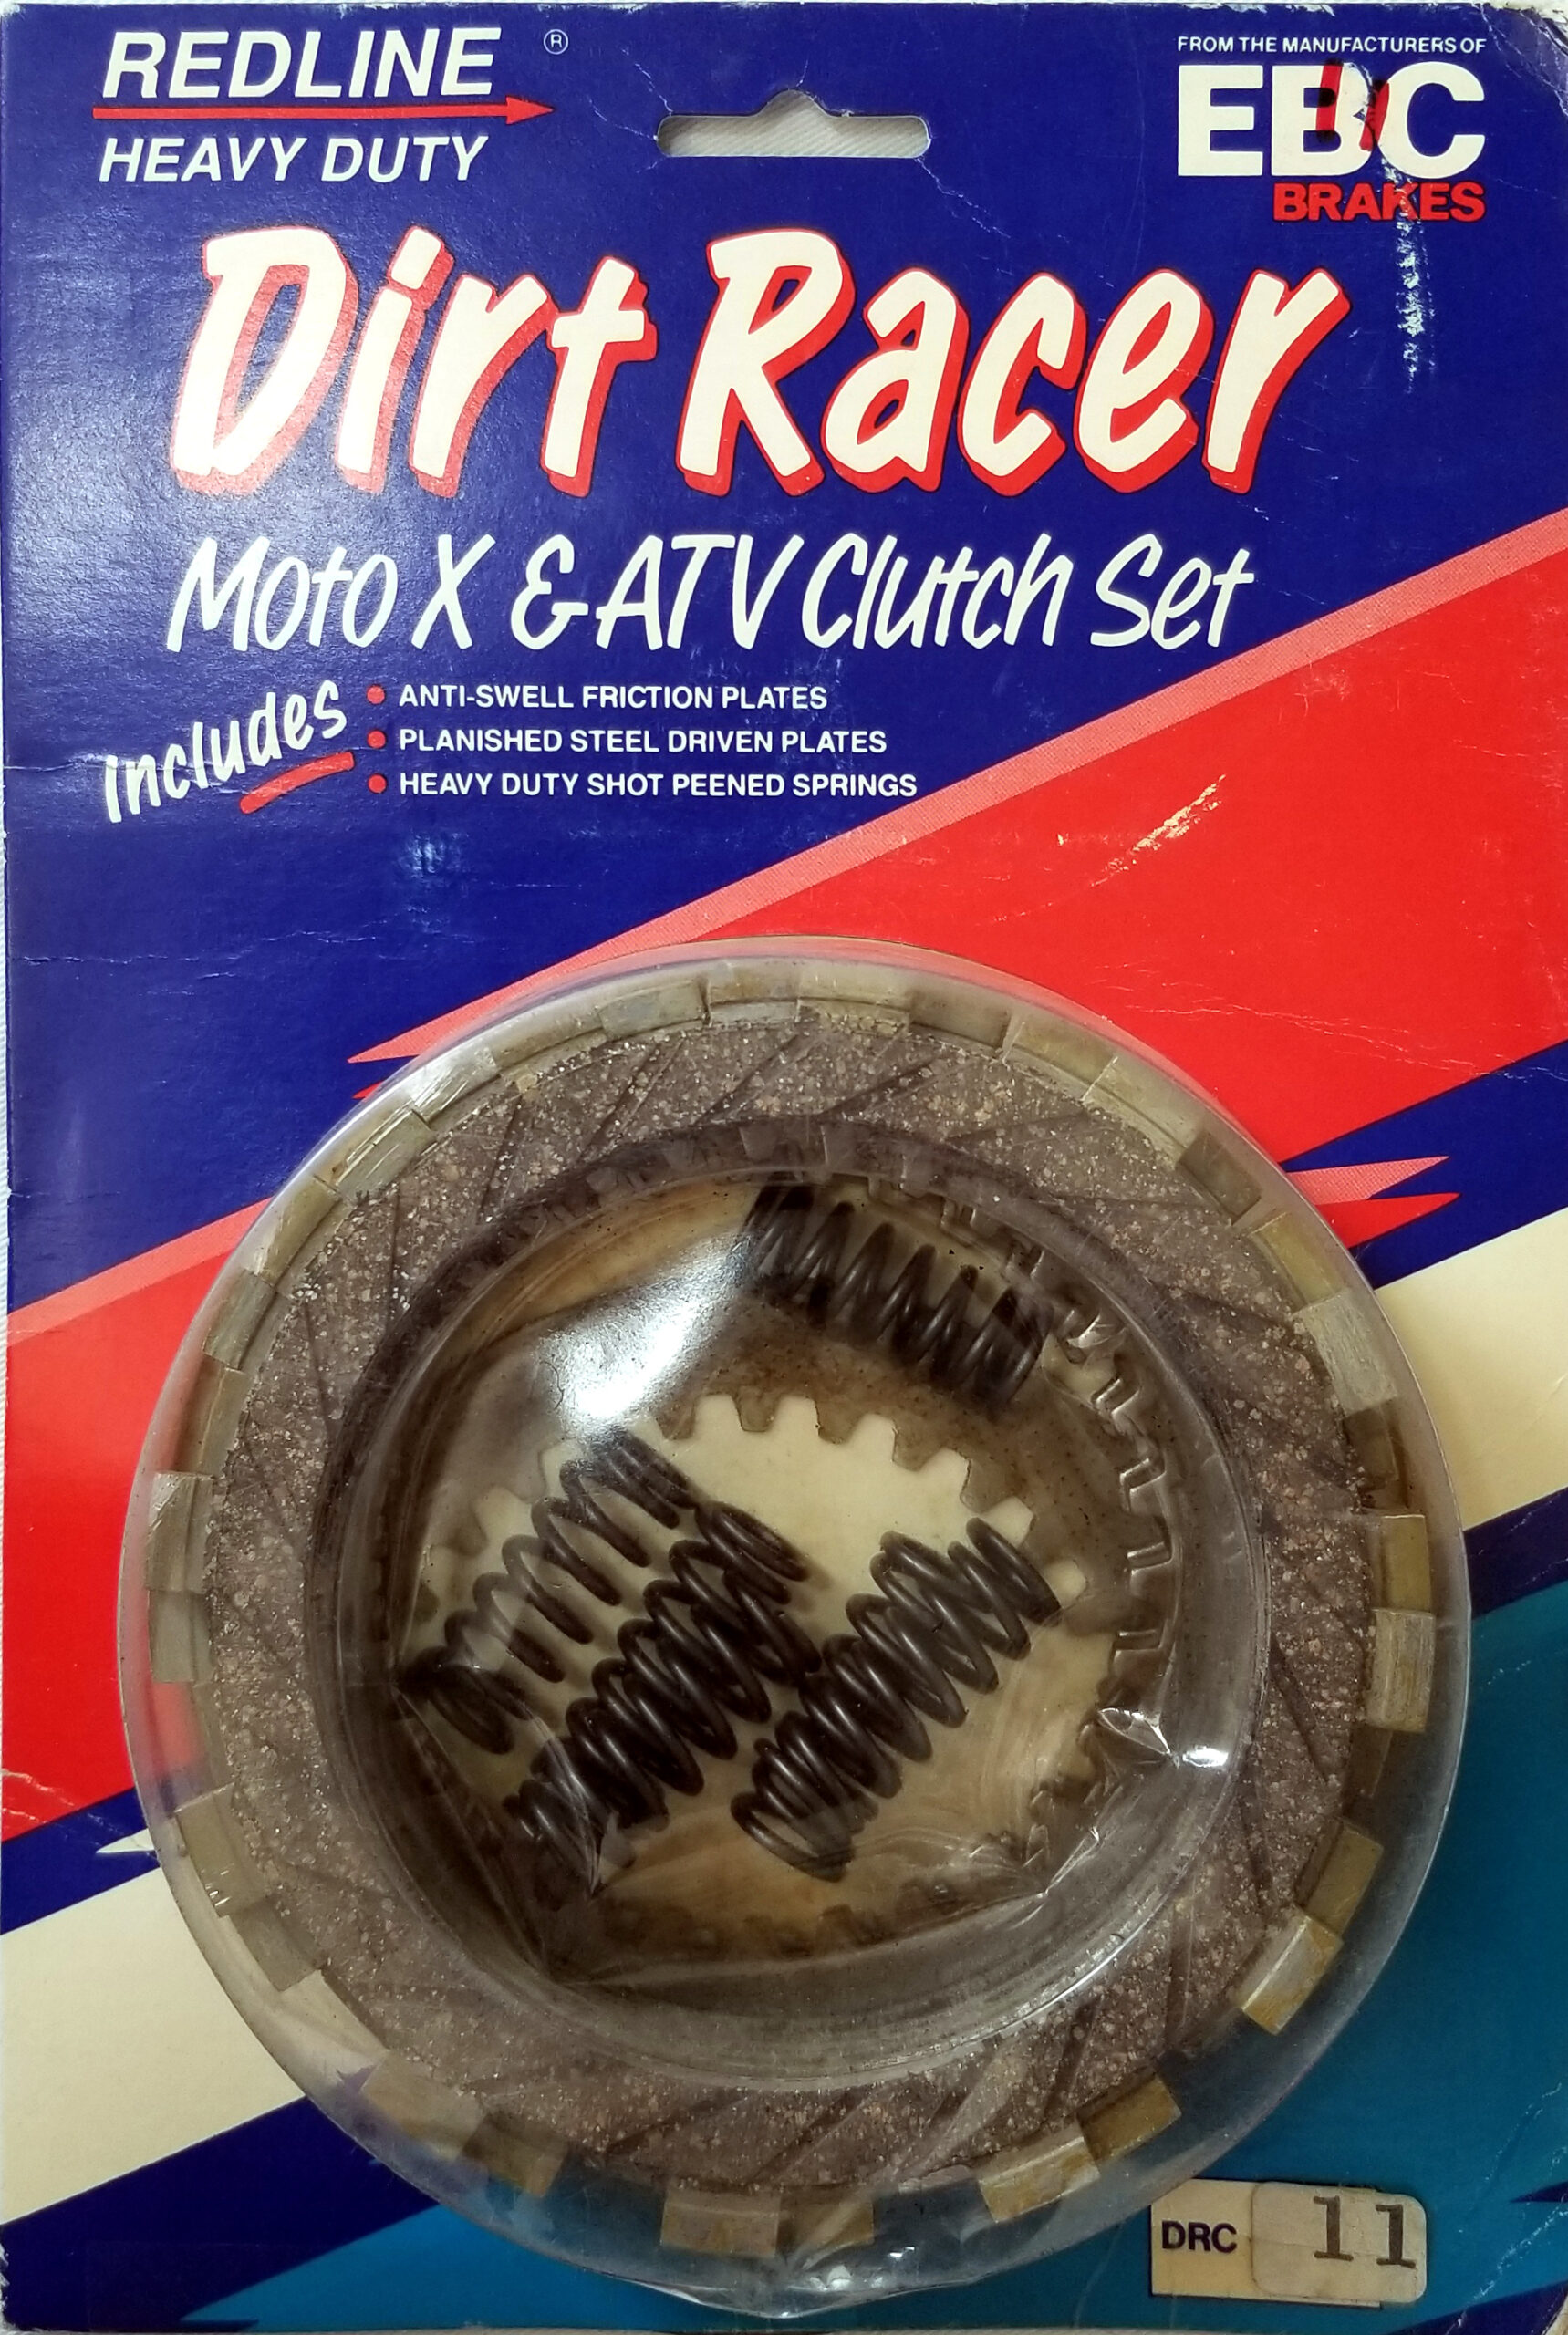 REDLINE ®
HEAVY DUTY
FROM THE MANUFACTURERS OF
EBC
BRAKES
Dirt Racer
Moto X & ATV Clutch Set
includes
• ANTI-SWELL FRICTION PLATES
• PLANISHED STEEL DRIVEN PLATES
• HEAVY DUTY SHOT PEENED SPRINGS
DRC 11